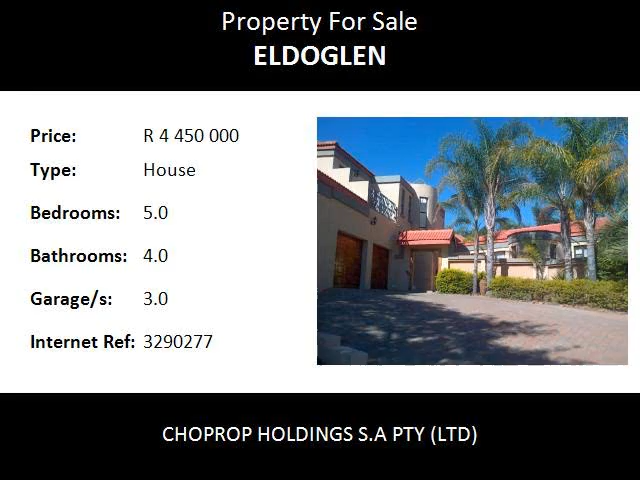 Property For Sale
ELDOGLEN
Price: R 4 450 000
Type: House
Bedrooms: 5.0
Bathrooms: 4.0
Garage/s: 3.0
Internet Ref: 3290277
CHOPROP HOLDINGS S.A PTY (LTD)